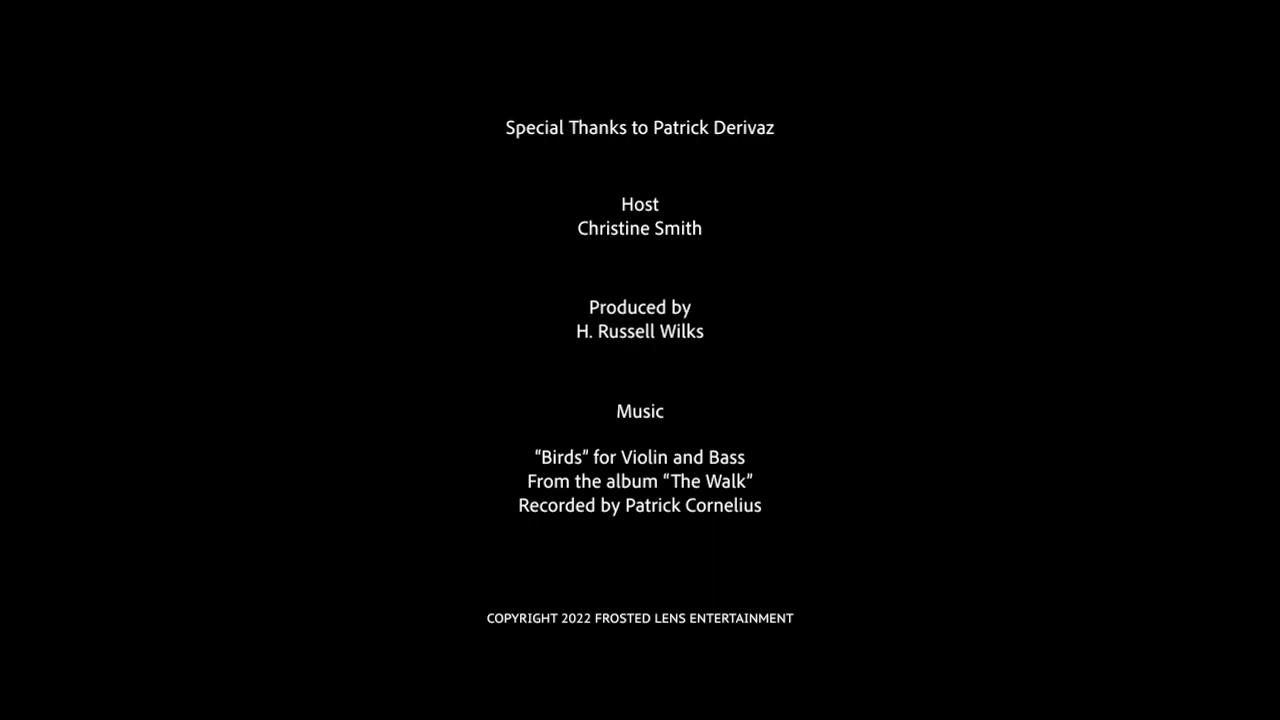 Special Thanks to Patrick Derivaz
Host
Christine Smith
Produced by
H. Russell Wilks
Music
“Birds” for Violin and Bass
From the album “The Walk”
Recorded by Patrick Cornelius
COPYRIGHT 2022 FROSTED LENS ENTERTAINMENT